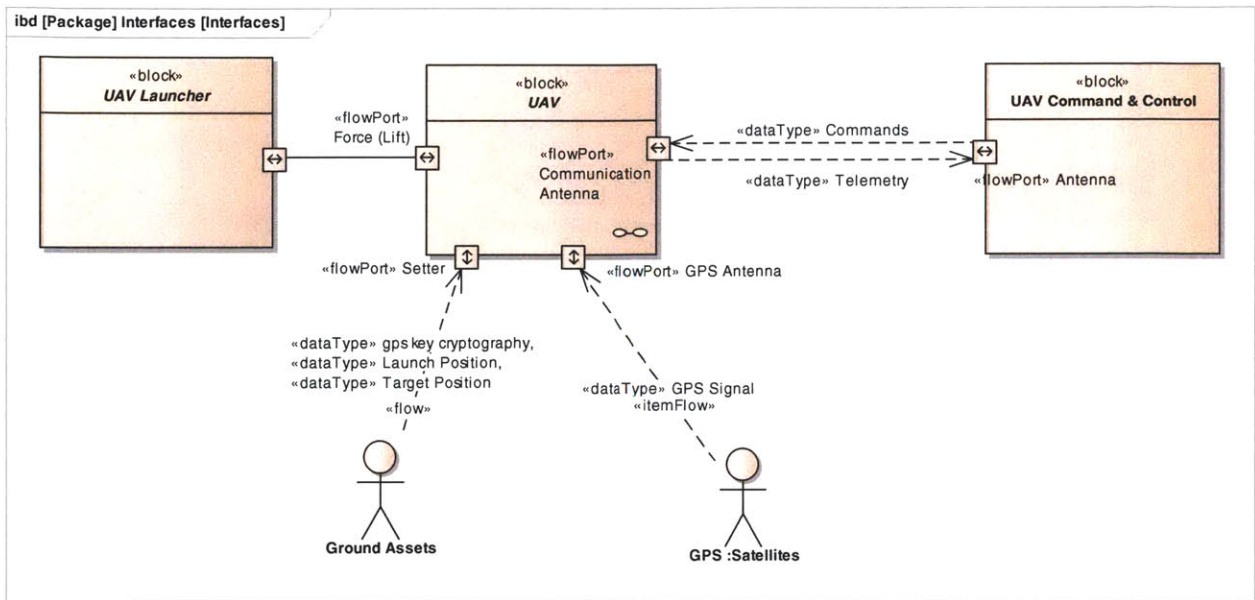 ibd [Package] Interfaces [Interfaces]
«block»
UAV Launcher
«flowPort»
Force (Lift)
«block»
UAV
«flowPort»
Communication
Antenna
«dataType» Commands
«dataType» Telemetry
«block»
UAV Command & Control
«flowPort» Antenna
«flowPort» Setter
«flowPort» GPS Antenna
«dataType» gps key cryptography,
«dataType» Launch Position,
«dataType» Target Position
«flow»
«dataType» GPS Signal
«itemFlow»
Ground Assets
GPS :Satellites